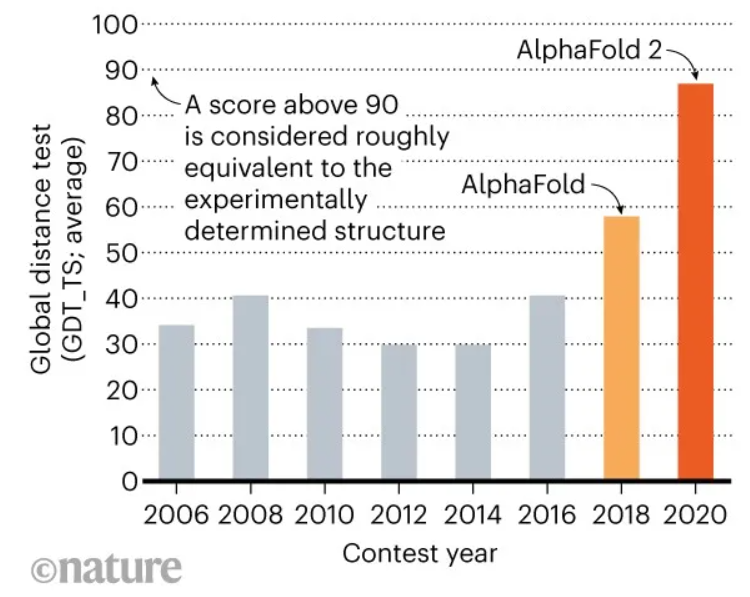 100
90
80
70
60
50
40
30
20
10
0
Global distance test
(GDT_TS; average)
AlphaFold 2
A score above 90
is considered roughly
equivalent to the
experimentally
determined structure
AlphaFold
2006 2008 2010 2012 2014 2016 2018 2020
Contest year
©nature